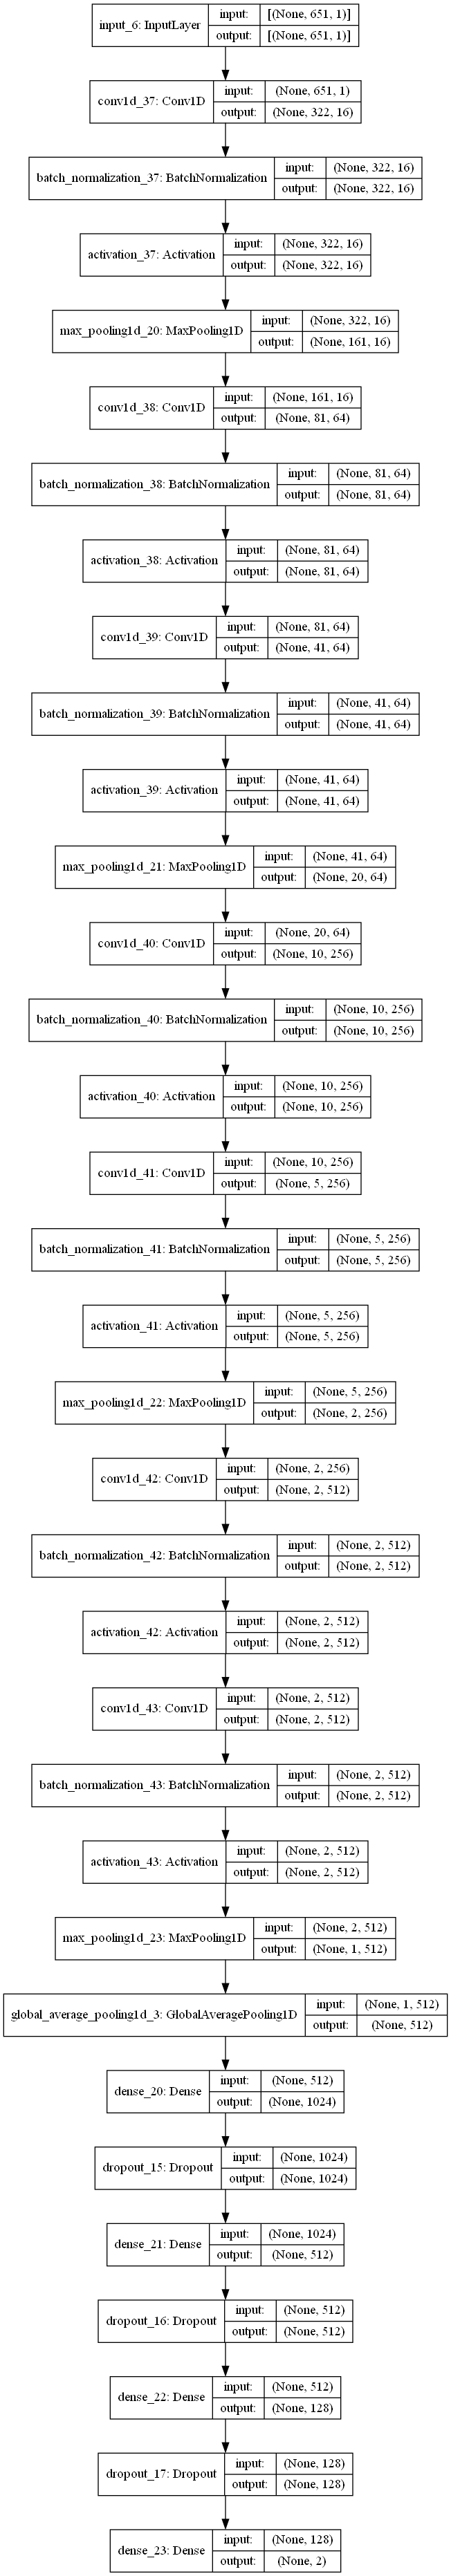 input_6: InputLayer input: [(None, 651, 1)]
output: [(None, 651, 1)]
conv1d_37: Conv1D input: (None, 651, 1)
output: (None, 322, 16)
batch_normalization_37: BatchNormalization input: (None, 322, 16)
output: (None, 322, 16)
activation_37: Activation input: (None, 322, 16)
output: (None, 322, 16)
max_pooling1d_20: MaxPooling1D input: (None, 322, 16)
output: (None, 161, 16)
conv1d_38: Conv1D input: (None, 161, 16)
output: (None, 81, 64)
batch_normalization_38: BatchNormalization input: (None, 81, 64)
output: (None, 81, 64)
activation_38: Activation input: (None, 81, 64)
output: (None, 81, 64)
conv1d_39: Conv1D input: (None, 81, 64)
output: (None, 41, 64)
batch_normalization_39: BatchNormalization input: (None, 41, 64)
output: (None, 41, 64)
activation_39: Activation input: (None, 41, 64)
output: (None, 41, 64)
max_pooling1d_21: MaxPooling1D input: (None, 41, 64)
output: (None, 20, 64)
conv1d_40: Conv1D input: (None, 20, 64)
output: (None, 10, 256)
batch_normalization_40: BatchNormalization input: (None, 10, 256)
output: (None, 10, 256)
activation_40: Activation input: (None, 10, 256)
output: (None, 10, 256)
conv1d_41: Conv1D input: (None, 10, 256)
output: (None, 5, 256)
batch_normalization_41: BatchNormalization input: (None, 5, 256)
output: (None, 5, 256)
activation_41: Activation input: (None, 5, 256)
output: (None, 5, 256)
max_pooling1d_22: MaxPooling1D input: (None, 5, 256)
output: (None, 2, 256)
conv1d_42: Conv1D input: (None, 2, 256)
output: (None, 2, 512)
batch_normalization_42: BatchNormalization input: (None, 2, 512)
output: (None, 2, 512)
activation_42: Activation input: (None, 2, 512)
output: (None, 2, 512)
conv1d_43: Conv1D input: (None, 2, 512)
output: (None, 2, 512)
batch_normalization_43: BatchNormalization input: (None, 2, 512)
output: (None, 2, 512)
activation_43: Activation input: (None, 2, 512)
output: (None, 2, 512)
max_pooling1d_23: MaxPooling1D input: (None, 2, 512)
output: (None, 1, 512)
global_average_pooling1d_3: GlobalAveragePooling1D input: (None, 1, 512)
output: (None, 512)
dense_20: Dense input: (None, 512)
output: (None, 1024)
dropout_15: Dropout input: (None, 1024)
output: (None, 1024)
dense_21: Dense input: (None, 1024)
output: (None, 512)
dropout_16: Dropout input: (None, 512)
output: (None, 512)
dense_22: Dense input: (None, 512)
output: (None, 128)
dropout_17: Dropout input: (None, 128)
output: (None, 128)
dense_23: Dense input: (None, 128)
output: (None, 2)